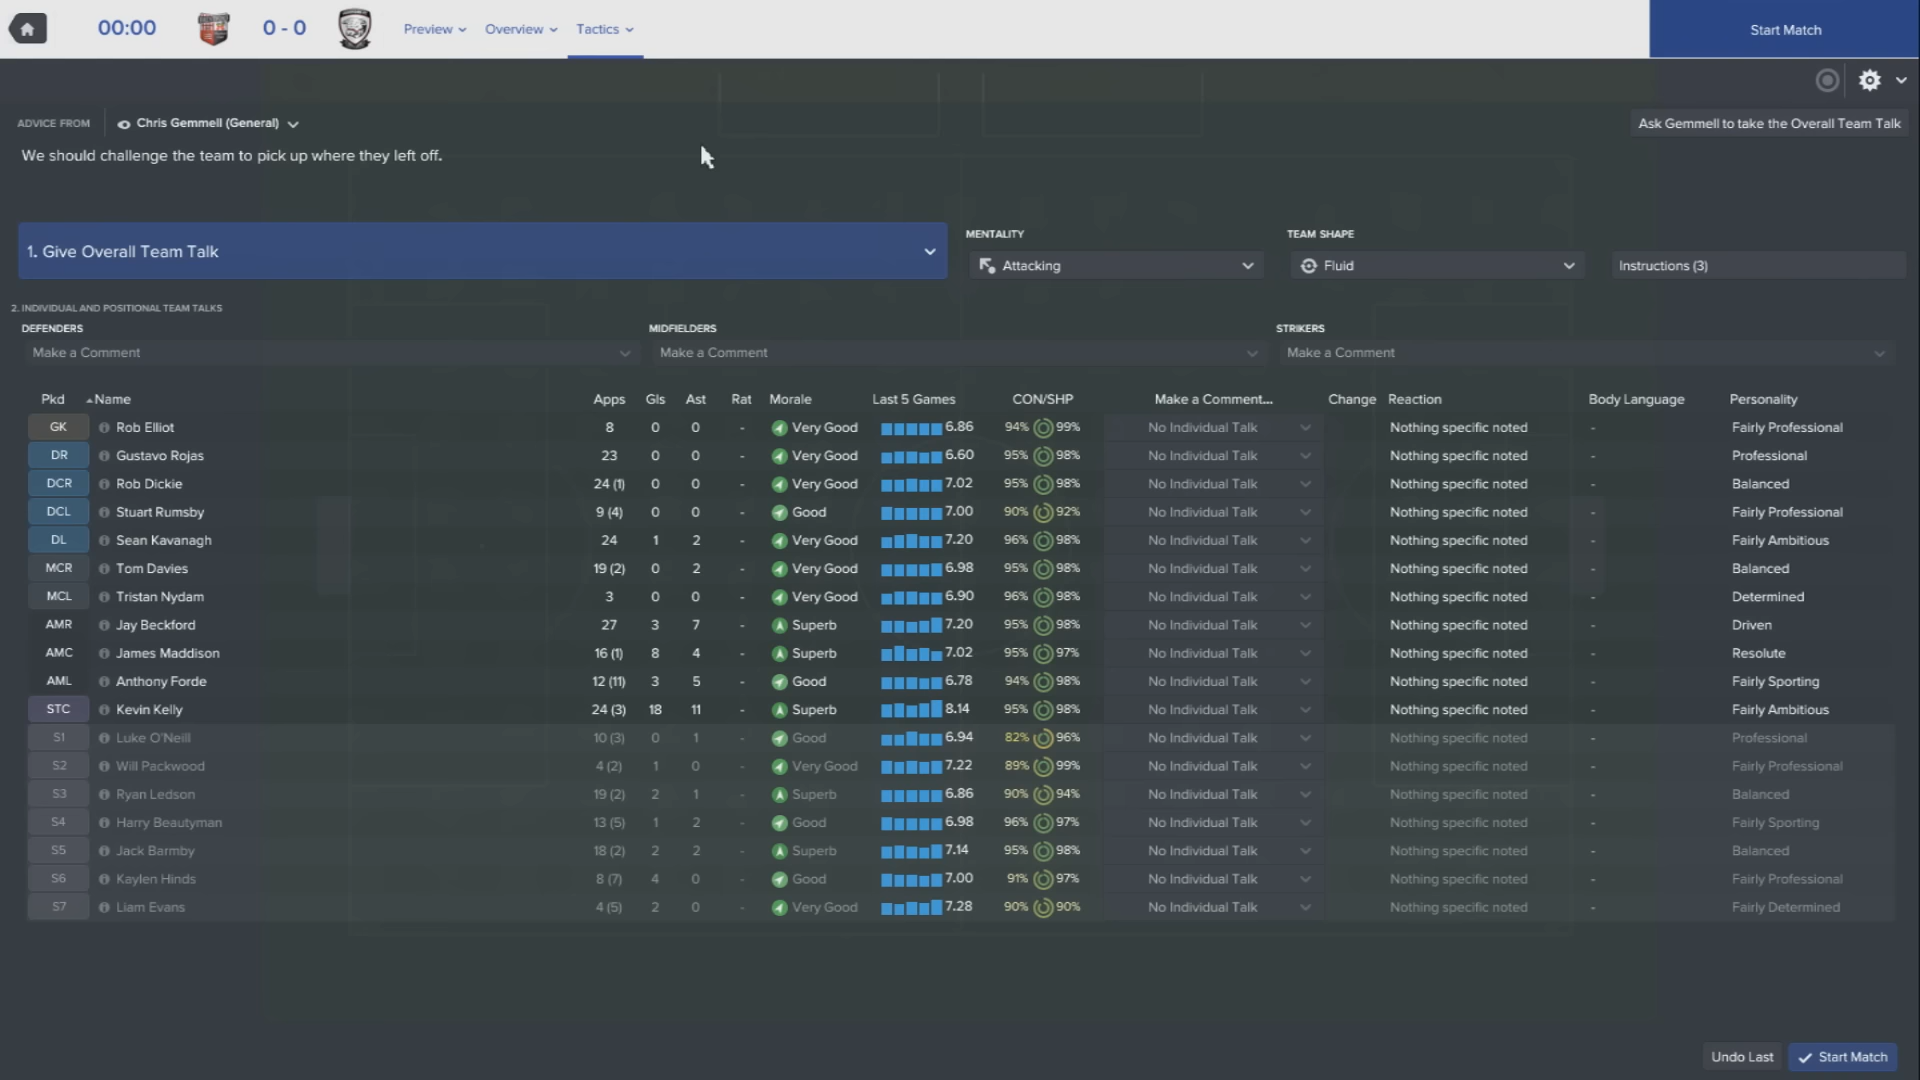 00:00 0 - 0 Preview Overview Tactics Start Match
ADVICE FROM Chris Gemmell (General) Ask Gemmell to take the Overall Team Talk
We should challenge the team to pick up where they left off.
MENTALITY TEAM SHAPE
1. Give Overall Team Talk Attacking Fluid Instructions (3)
2. INDIVIDUAL AND POSITIONAL TEAM TALKS
DEFENDERS MIDFIELDERS STRIKERS
Make a Comment Make a Comment Make a Comment
Pkd Name Apps Gls Ast Rat Morale Last 5 Games CON/SHP Make a Comment... Change Reaction Body Language Personality
GK Rob Elliot 8 0 0 - Very Good 6.86 94% 99% No Individual Talk Nothing specific noted - Fairly Professional
DR Gustavo Rojas 23 0 0 - Very Good 6.60 95% 98% No Individual Talk Nothing specific noted - Professional
DCR Rob Dickie 24 (1) 0 0 - Very Good 7.02 95% 98% No Individual Talk Nothing specific noted - Balanced
DCL Stuart Rumsby 9 (4) 0 0 - Good 7.00 90% 92% No Individual Talk Nothing specific noted - Fairly Professional
DL Sean Kavanagh 24 1 2 - Very Good 7.20 96% 98% No Individual Talk Nothing specific noted - Fairly Ambitious
MCR Tom Davies 19 (2) 0 2 - Very Good 6.98 95% 98% No Individual Talk Nothing specific noted - Balanced
MCL Tristan Nydam 3 0 0 - Very Good 6.90 96% 98% No Individual Talk Nothing specific noted - Determined
AMR Jay Beckford 27 3 7 - Superb 7.20 95% 98% No Individual Talk Nothing specific noted - Driven
AMC James Maddison 16 (1) 8 4 - Superb 7.02 95% 97% No Individual Talk Nothing specific noted - Resolute
AML Anthony Forde 12 (11) 3 5 - Good 6.78 94% 98% No Individual Talk Nothing specific noted - Fairly Sporting
STC Kevin Kelly 24 (3) 18 11 - Superb 8.14 95% 98% No Individual Talk Nothing specific noted - Fairly Ambitious
S1 Luke O'Neill 10 (3) 0 1 - Good 6.94 82% 96% No Individual Talk Nothing specific noted - Professional
S2 Will Packwood 4 (2) 1 0 - Very Good 7.22 89% 99% No Individual Talk Nothing specific noted - Fairly Professional
S3 Ryan Ledson 19 (2) 2 1 - Superb 6.86 90% 94% No Individual Talk Nothing specific noted - Balanced
S4 Harry Beautyman 13 (5) 1 2 - Good 6.98 96% 97% No Individual Talk Nothing specific noted - Fairly Sporting
S5 Jack Barmby 18 (2) 2 2 - Superb 7.14 95% 98% No Individual Talk Nothing specific noted - Balanced
S6 Kaylen Hinds 8 (7) 4 0 - Good 7.00 91% 97% No Individual Talk Nothing specific noted - Fairly Professional
S7 Liam Evans 4 (5) 2 0 - Very Good 7.28 90% 90% No Individual Talk Nothing specific noted - Fairly Determined
Undo Last Start Match